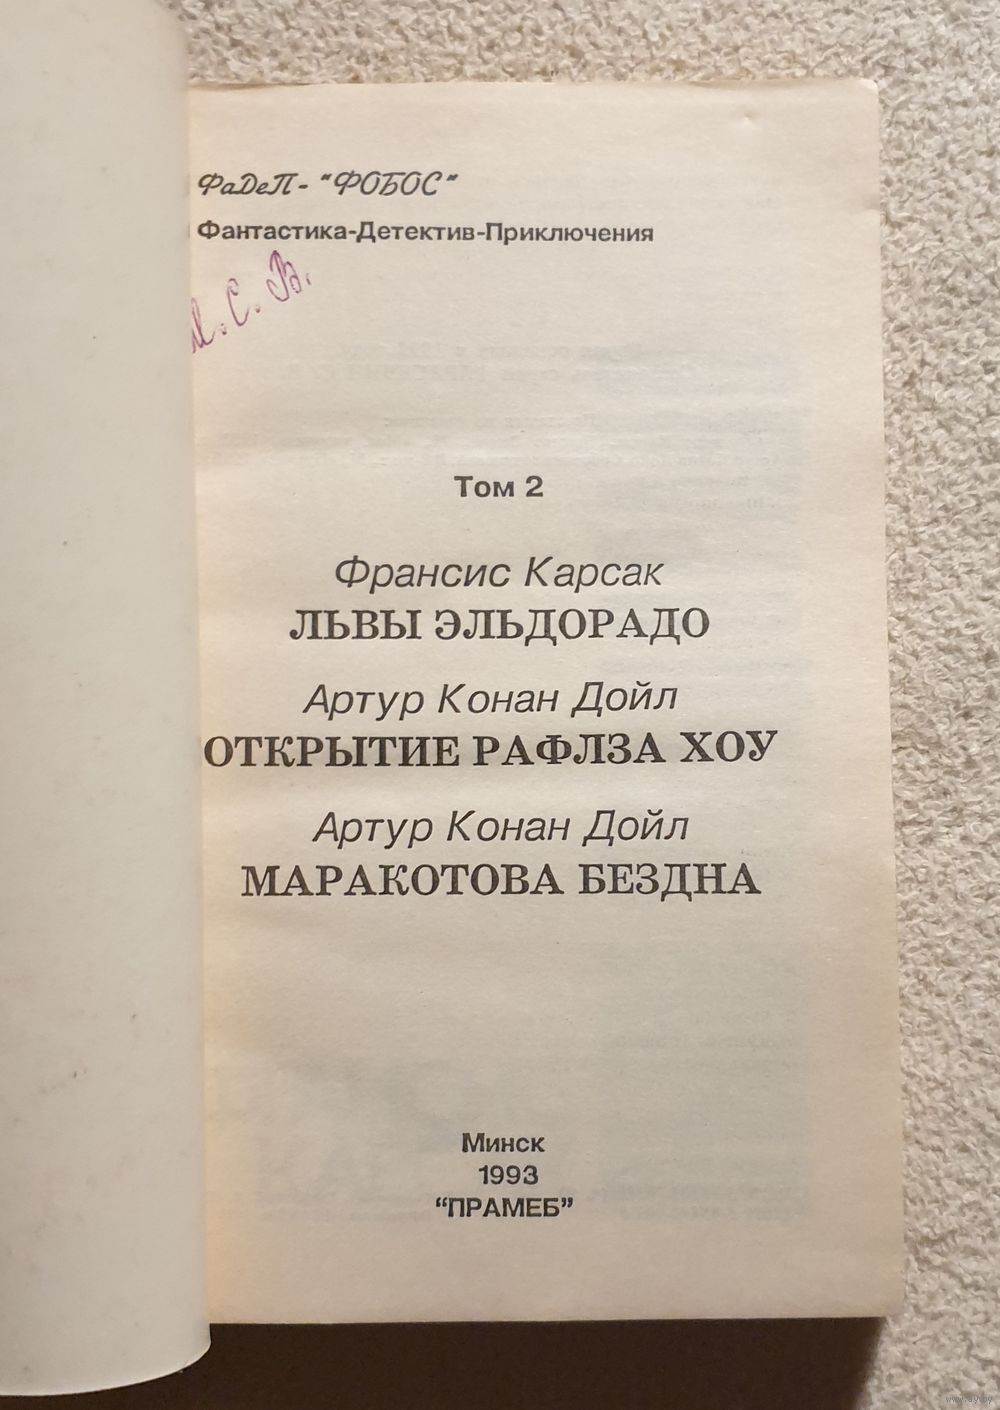 ФаДеП- "ФОБОС"
Фантастика-Детектив-Приключения
С. В.
Том 2
Франсис Карсак
ЛЬВЫ ЭЛЬДОРАДО
Артур Конан Дойл
ОТКРЫТИЕ РАФЛЗА ХОУ
Артур Конан Дойл
МАРАКОТОВА БЕЗДНА
Минск
1993
"ПРАМЕБ"